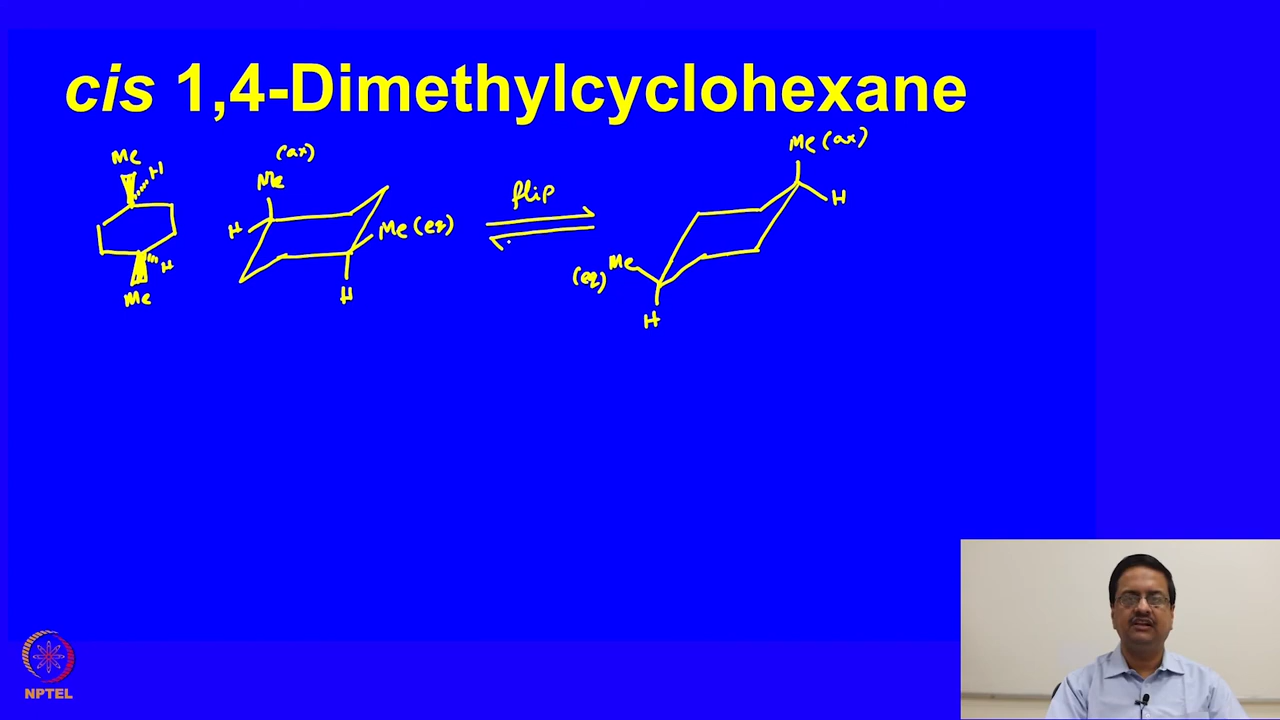 cis 1,4-Dimethylcyclohexane
Me
H
H
Me
(ax)
Me
H
Me (eq)
H
flip
Me (ax)
H
Me
(eq)
H
NPTEL